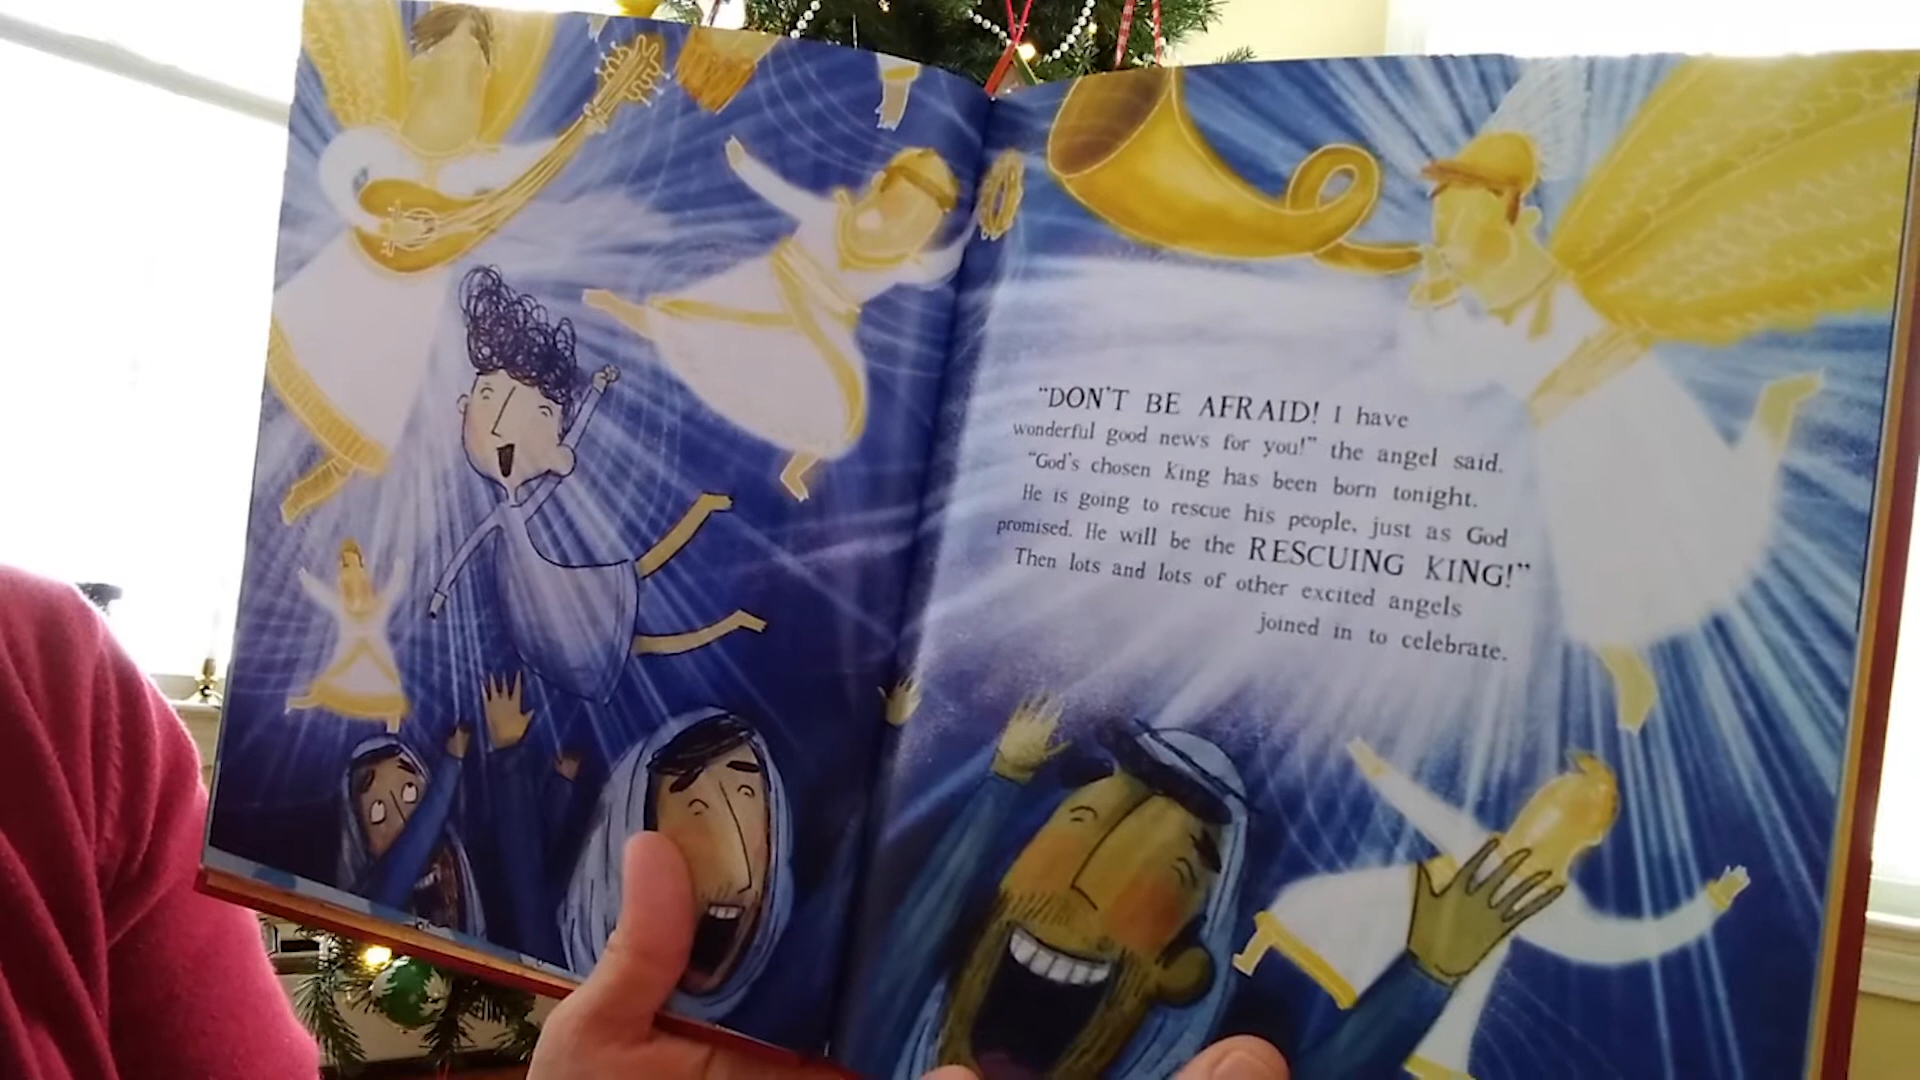 "DON'T BE AFRAID! I have
wonderful good news for you!" the angel said.
"God's chosen King has been born tonight.
He is going to rescue his people, just as God
promised. He will be the RESCUING KING!"
Then lots and lots of other excited angels
joined in to celebrate.